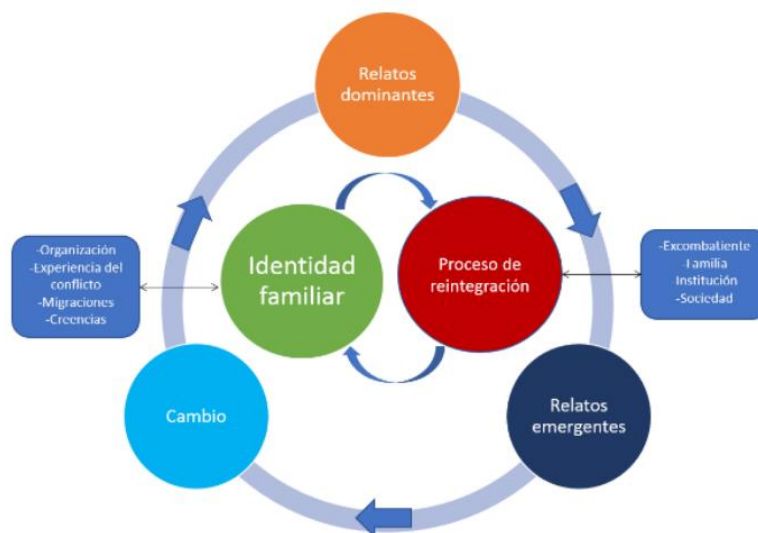 Relatos
dominantes
-Organización
-Experiencia del
conflicto
-Migraciones
-Creencias
Identidad
familiar
Proceso de
reintegración
-Excombatiente
-Familia
Institución
-Sociedad
Cambio
Relatos
emergentes